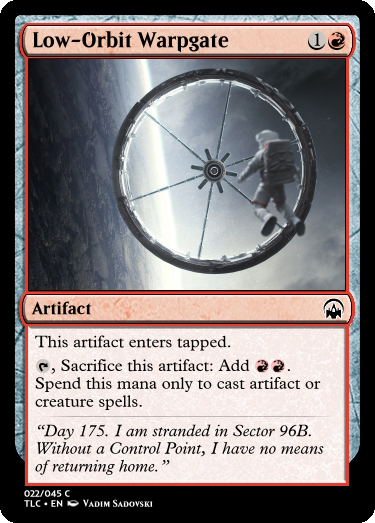 Low-Orbit Warpgate 1
Artifact
This artifact enters tapped.
, Sacrifice this artifact: Add .
Spend this mana only to cast artifact or
creature spells.
“Day 175. I am stranded in Sector 96B.
Without a Control Point, I have no means
of returning home.”
022/045 C
TLC • EN Vadim Sadovski